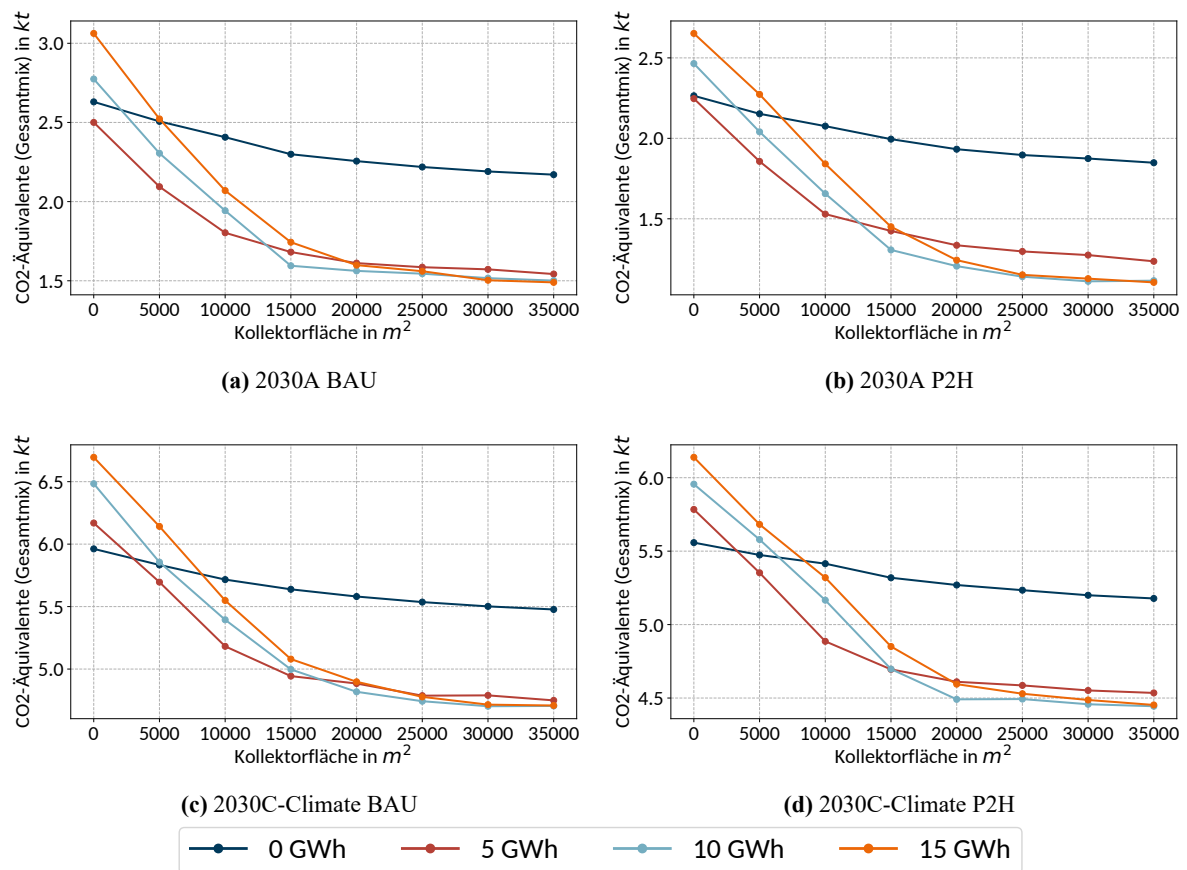 CO2-Äquivalente (Gesamtmix) in kt
3.0
2.5
2.0
1.5
0 5000 10000 15000 20000 25000 30000 35000
Kollektorfläche in m²
(a) 2030A BAU
CO2-Äquivalente (Gesamtmix) in kt
2.5
2.0
1.5
0 5000 10000 15000 20000 25000 30000 35000
Kollektorfläche in m²
(b) 2030A P2H
CO2-Äquivalente (Gesamtmix) in kt
6.5
6.0
5.5
5.0
0 5000 10000 15000 20000 25000 30000 35000
Kollektorfläche in m²
(c) 2030C-Climate BAU
CO2-Äquivalente (Gesamtmix) in kt
6.0
5.5
5.0
4.5
0 5000 10000 15000 20000 25000 30000 35000
Kollektorfläche in m²
(d) 2030C-Climate P2H
0 GWh 5 GWh 10 GWh 15 GWh